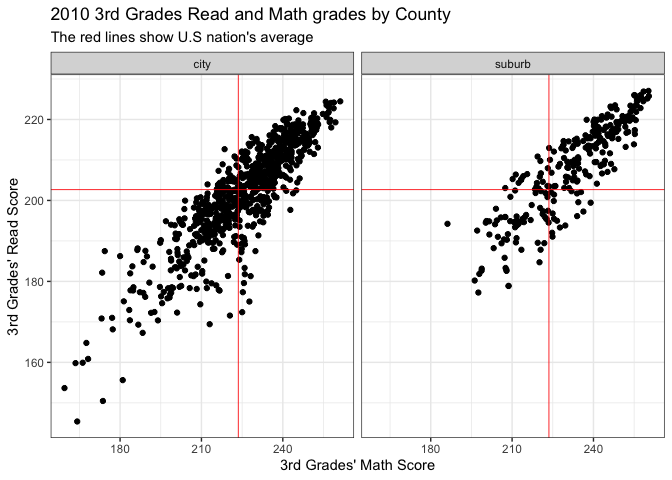 2010 3rd Grades Read and Math grades by County
The red lines show U.S nation's average
city
suburb
220
200
180
160
3rd Grades' Read Score
180
210
240
180
210
240
3rd Grades' Math Score